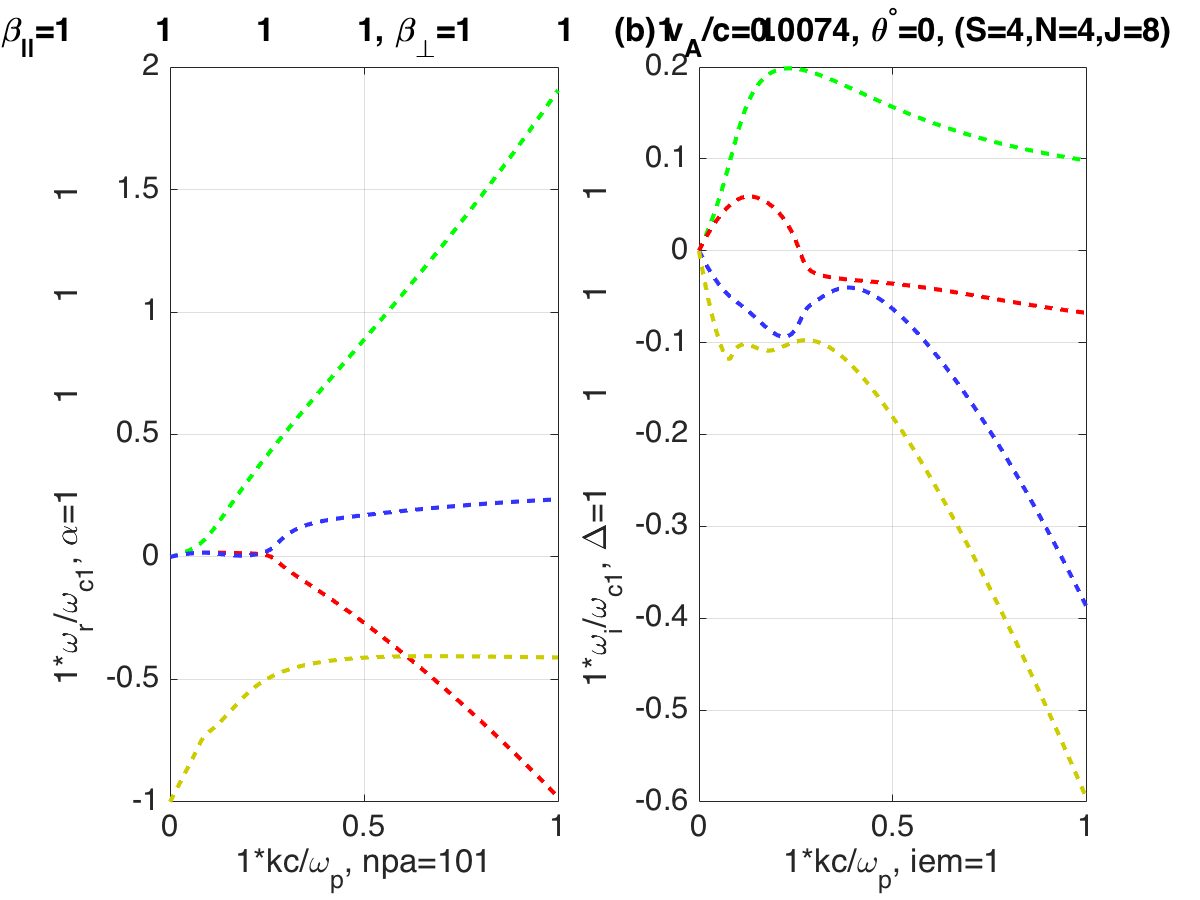 β||=1 1 1 1, β⊥=1 1
(b) v_A/c=0.10074, θ°=0, (S=4,N=4,J=8)
2
1.5
1
0.5
0
-0.5
-1
1*ω_r/ω_c1, α=1 1 1 1
0 0.5 1
1*kc/ω_p, npa=101
0.2
0.1
0
-0.1
-0.2
-0.3
-0.4
-0.5
-0.6
1*ω_i/ω_c1, Δ=1 1 1 1
0 0.5 1
1*kc/ω_p, iem=1